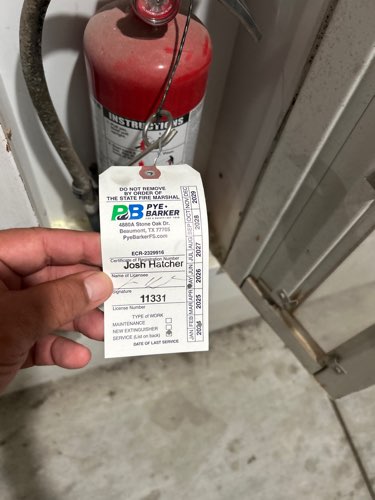 INSTRUCTIONS
DO NOT REMOVE
BY ORDER OF
THE STATE FIRE MARSHAL
PB PYE-BARKER
4880A Stone Oak Dr.
Beaumont, TX 77705
PyeBarkerFS.com
ECR-2329916
Certificate of Registration Number
Josh Hatcher
Name of Licensee
Signature
11331
License Number
TYPE OF WORK
MAINTENANCE
NEW EXTINGUISHER
SERVICE (List on back)
DATE OF LAST SERVICE
JAN FEB MAR APR MAY JUN JUL AUG SEP OCT NOV DEC
2025 2026 2027 2028 2029